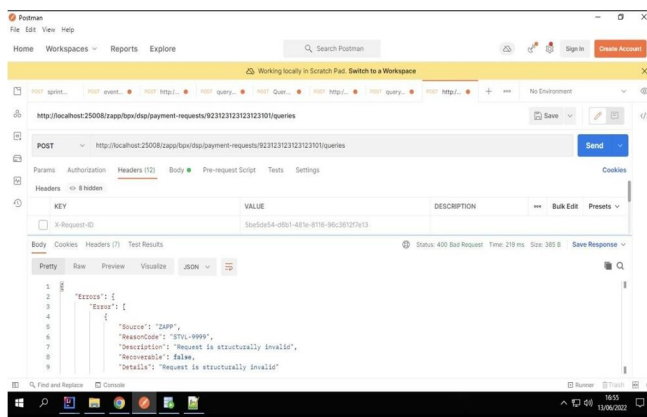 Postman
File Edit View Help
Home Workspaces Reports Explore Search Postman Sign In Create Account
Working locally in Scratch Pad. Switch to a Workspace
POST sprint... POST event... POST http:/... POST query... POST Quer... POST http:/... POST query... POST http:/... No Environment
http://localhost:25008/zapp/bpx/dsp/payment-requests/923123123123123101/queries Save
POST http://localhost:25008/zapp/bpx/dsp/payment-requests/923123123123123101/queries Send
Params Authorization Headers (12) Body Pre-request Script Tests Settings Cookies
Headers 8 hidden
KEY VALUE DESCRIPTION Bulk Edit Presets
X-Request-ID
Body Cookies Headers (7) Test Results Status: 400 Bad Request Time: 219 ms Size: 385 B Save Response
Pretty Raw Preview Visualize JSON
1
2 "Errors": {
3 "Error": [
4 {
5 "Source": "ZAPP",
6 "ReasonCode": "STVL-9999",
7 "Description": "Request is structurally invalid",
8 "Recoverable": false,
9 "Details": "Request is structurally invalid"
Find and Replace Console Runner Trash
16:55
13/06/2022